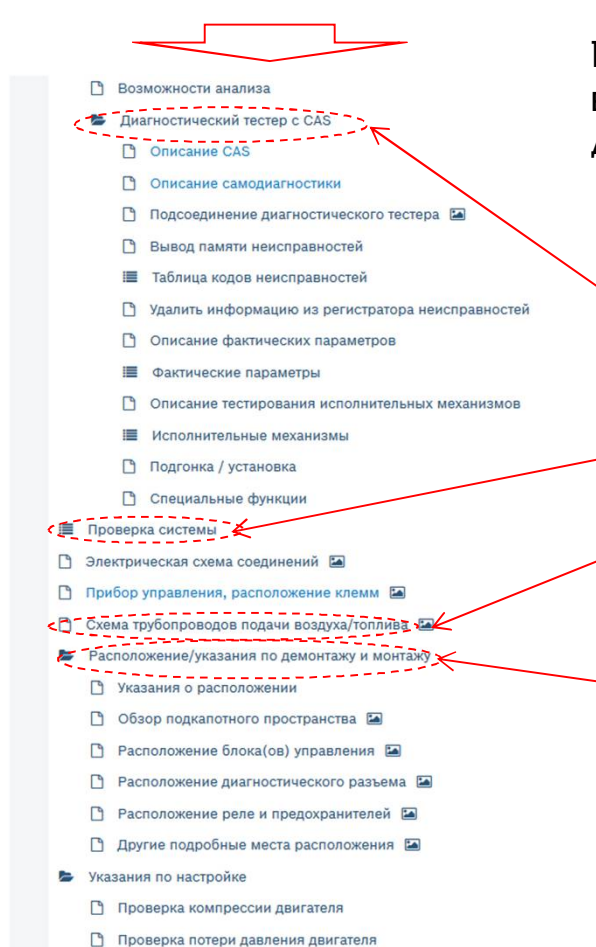 Возможности анализа
Диагностический тестер с CAS
Описание CAS
Описание самодиагностики
Подсоединение диагностического тестера
Вывод памяти неисправностей
Таблица кодов неисправностей
Удалить информацию из регистратора неисправностей
Описание фактических параметров
Фактические параметры
Описание тестирования исполнительных механизмов
Исполнительные механизмы
Подгонка / установка
Специальные функции
Проверка системы
Электрическая схема соединений
Прибор управления, расположение клемм
Схема трубопроводов подачи воздуха/топлива
Расположение/указания по демонтажу и монтажу
Указания о расположении
Обзор подкапотного пространства
Расположение блока(ов) управления
Расположение диагностического разъема
Расположение реле и предохранителей
Другие подробные места расположения
Указания по настройке
Проверка компрессии двигателя
Проверка потери давления двигателя